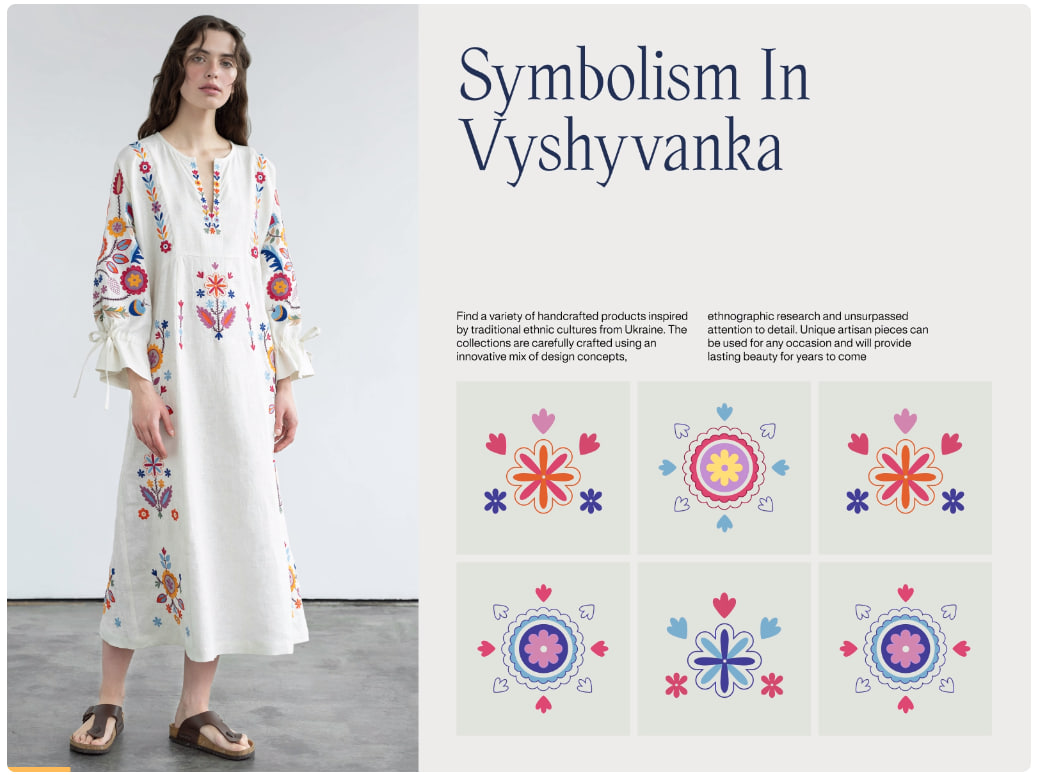 Symbolism In
Vyshyvanka
Find a variety of handcrafted products inspired
by traditional ethnic cultures from Ukraine. The
collections are carefully crafted using an
innovative mix of design concepts,
ethnographic research and unsurpassed
attention to detail. Unique artisan pieces can
be used for any occasion and will provide
lasting beauty for years to come